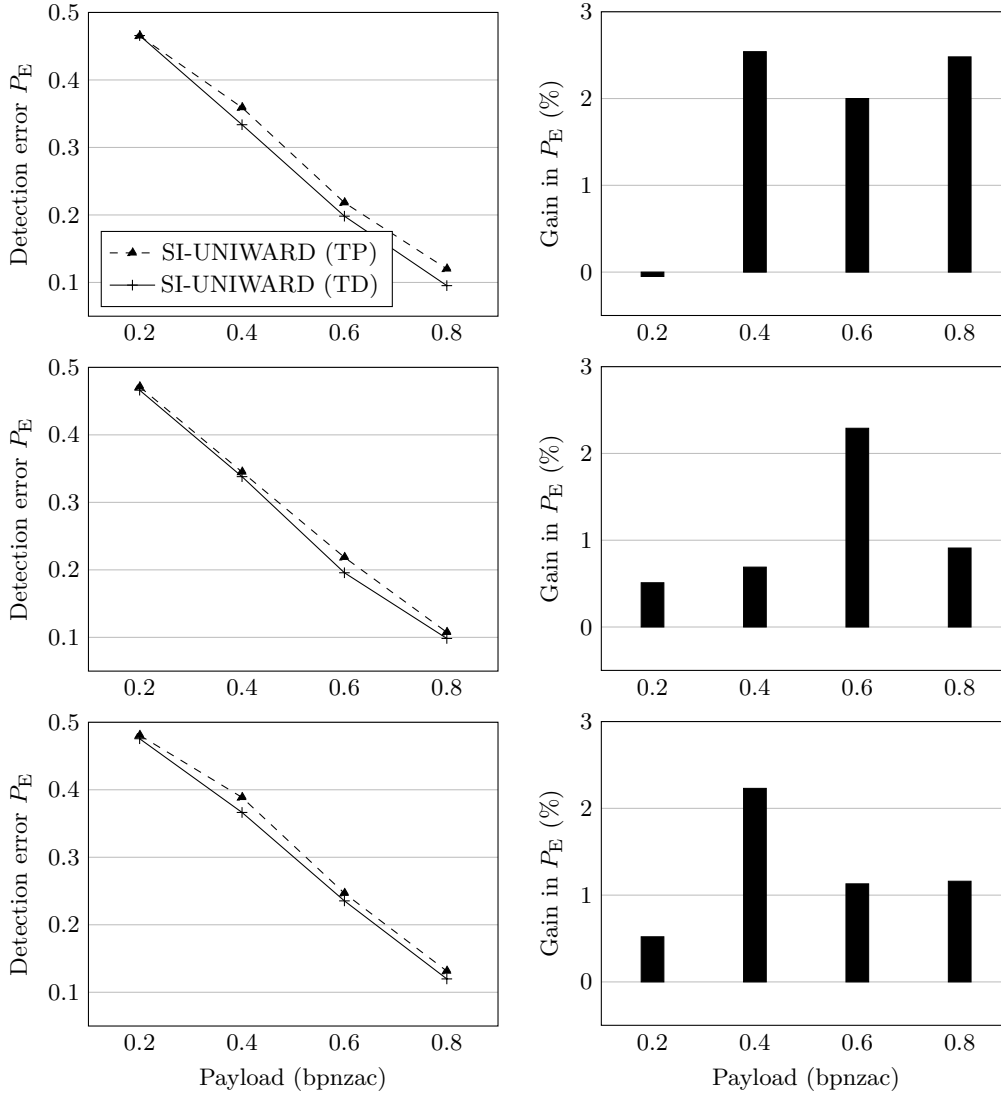 0.5
0.4
0.3
0.2
0.1
Detection error P_E
SI-UNIWARD (TP)
SI-UNIWARD (TD)
0.2 0.4 0.6 0.8
3
2
1
0
Gain in P_E (%)
0.2 0.4 0.6 0.8
0.5
0.4
0.3
0.2
0.1
Detection error P_E
0.2 0.4 0.6 0.8
3
2
1
0
Gain in P_E (%)
0.2 0.4 0.6 0.8
0.5
0.4
0.3
0.2
0.1
Detection error P_E
0.2 0.4 0.6 0.8
Payload (bpnzac)
3
2
1
0
Gain in P_E (%)
0.2 0.4 0.6 0.8
Payload (bpnzac)